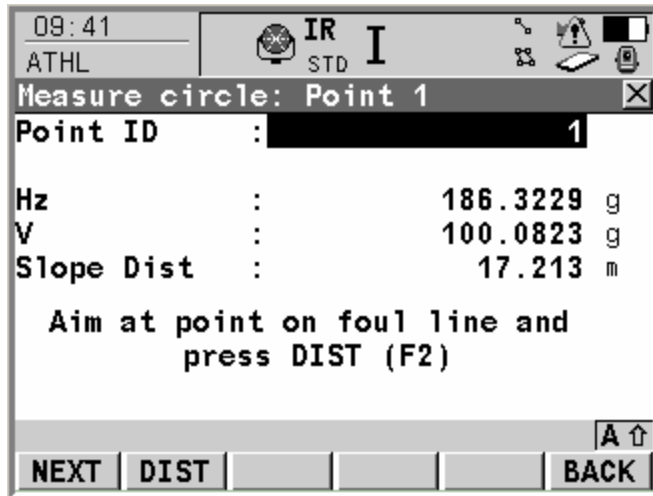 09:41
ATHL
IR
STD I
Measure circle: Point 1
Point ID : 1
Hz : 186.3229 g
V : 100.0823 g
Slope Dist : 17.213 m
Aim at point on foul line and
press DIST (F2)
A
NEXT DIST BACK